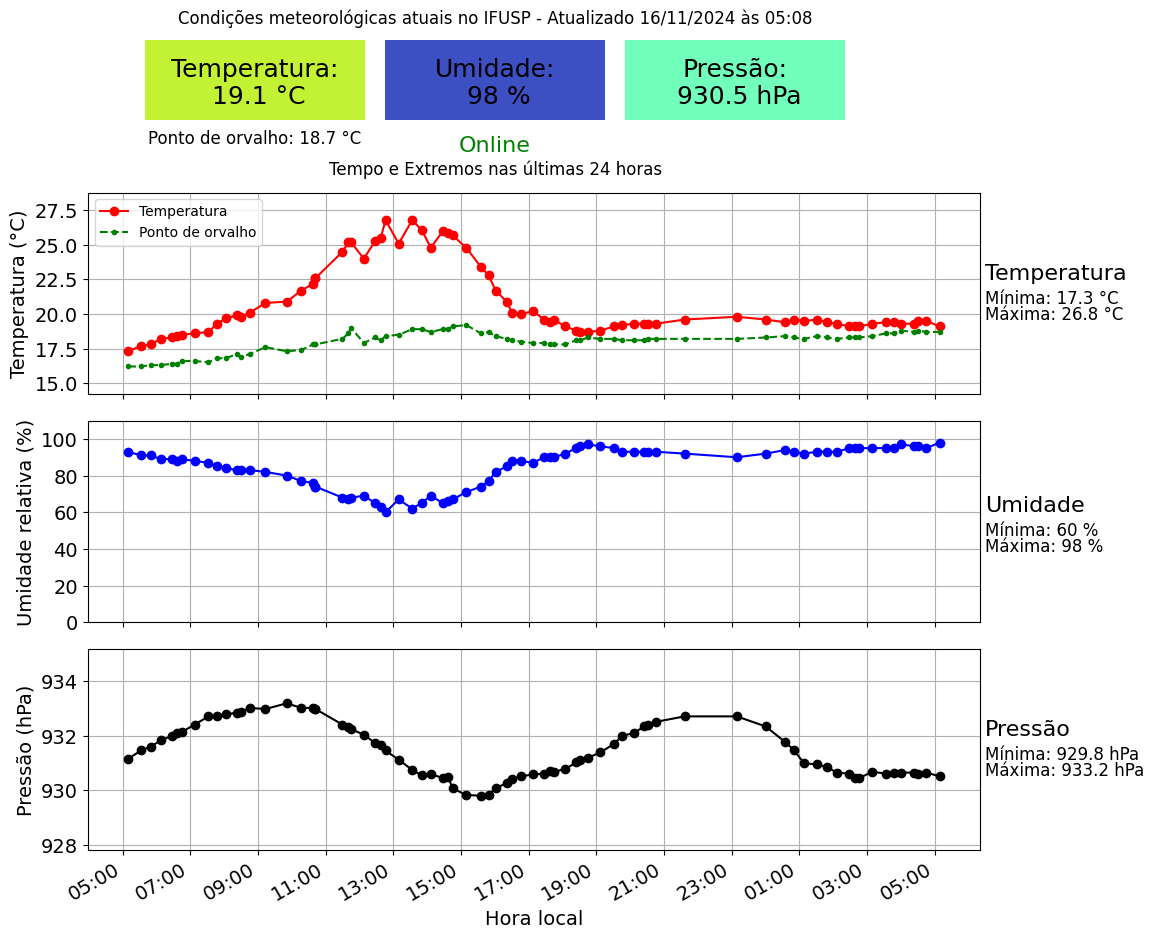 Condições meteorológicas atuais no IFUSP - Atualizado 16/11/2024 às 05:08
Temperatura:
19.1 °C
Umidade:
98 %
Pressão:
930.5 hPa
Ponto de orvalho: 18.7 °C
Online
Tempo e Extremos nas últimas 24 horas
Temperatura (°C)
27.5
25.0
22.5
20.0
17.5
15.0
Temperatura
Ponto de orvalho
Temperatura
Mínima: 17.3 °C
Máxima: 26.8 °C
Umidade relativa (%)
100
80
60
40
20
0
Umidade
Mínima: 60 %
Máxima: 98 %
Pressão (hPa)
934
932
930
928
Pressão
Mínima: 929.8 hPa
Máxima: 933.2 hPa
05:00
07:00
09:00
11:00
13:00
15:00
17:00
19:00
21:00
23:00
01:00
03:00
05:00
Hora local